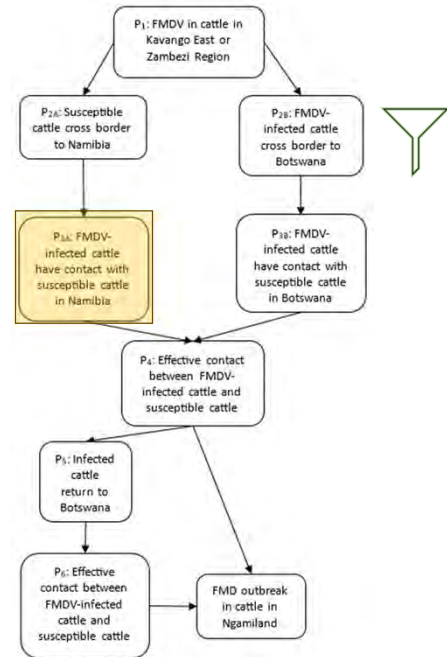 P₁: FMDV in cattle in
Kavango East or
Zambezi Region
P₂A: Susceptible
cattle cross border
to Namibia
P₂B: FMDV-
infected cattle
cross border to
Botswana
P₃A: FMDV-
infected cattle
have contact with
susceptible cattle
in Namibia
P₃B: FMDV-
infected cattle
have contact with
susceptible cattle
in Botswana
P₄: Effective contact
between FMDV-
infected cattle and
susceptible cattle
P₅: Infected
cattle
return to
Botswana
P₆: Effective
contact between
FMDV-infected
cattle and
susceptible cattle
FMD outbreak
in cattle in
Ngamiland